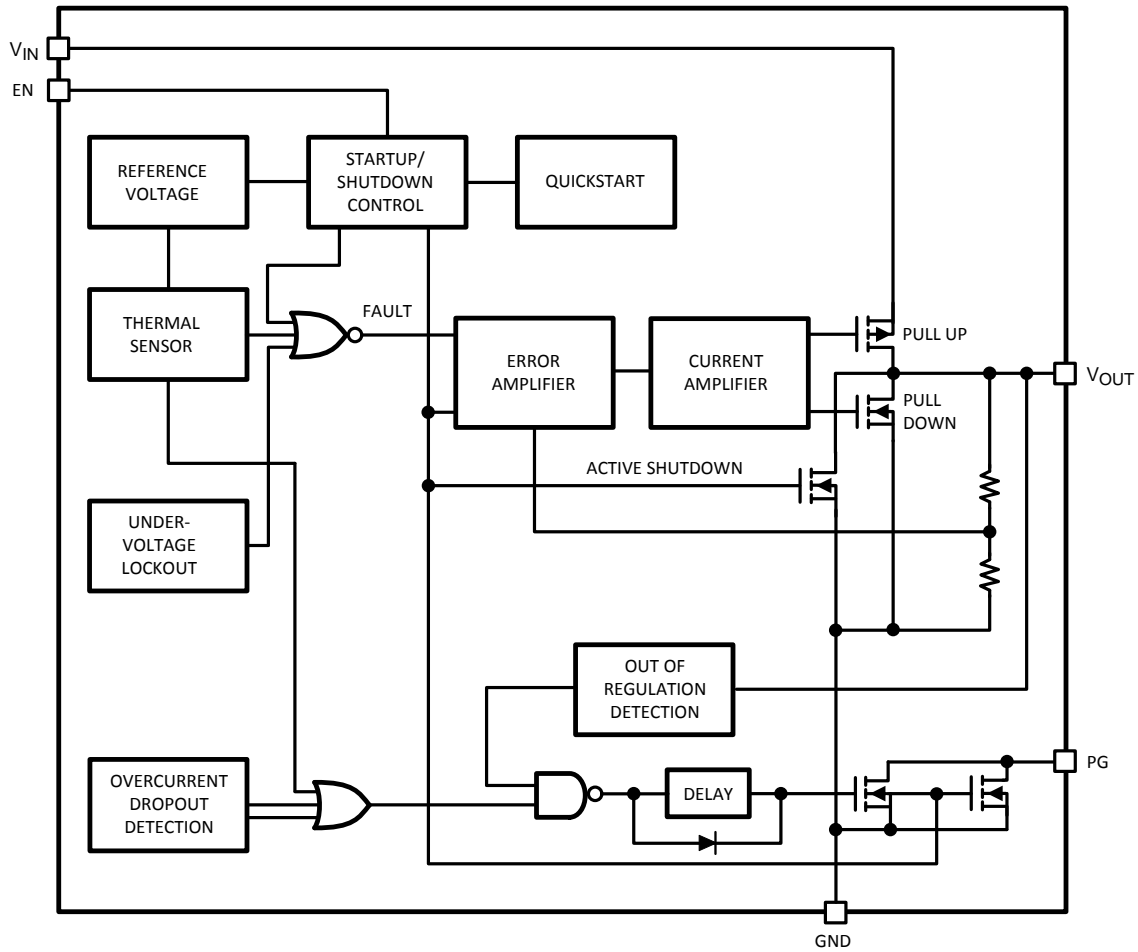 VIN
EN
REFERENCE
VOLTAGE
STARTUP/
SHUTDOWN
CONTROL
QUICKSTART
THERMAL
SENSOR
FAULT
ERROR
AMPLIFIER
CURRENT
AMPLIFIER
PULL UP
VOUT
PULL
DOWN
ACTIVE SHUTDOWN
UNDER-
VOLTAGE
LOCKOUT
OUT OF
REGULATION
DETECTION
OVERCURRENT
DROPOUT
DETECTION
DELAY
PG
GND